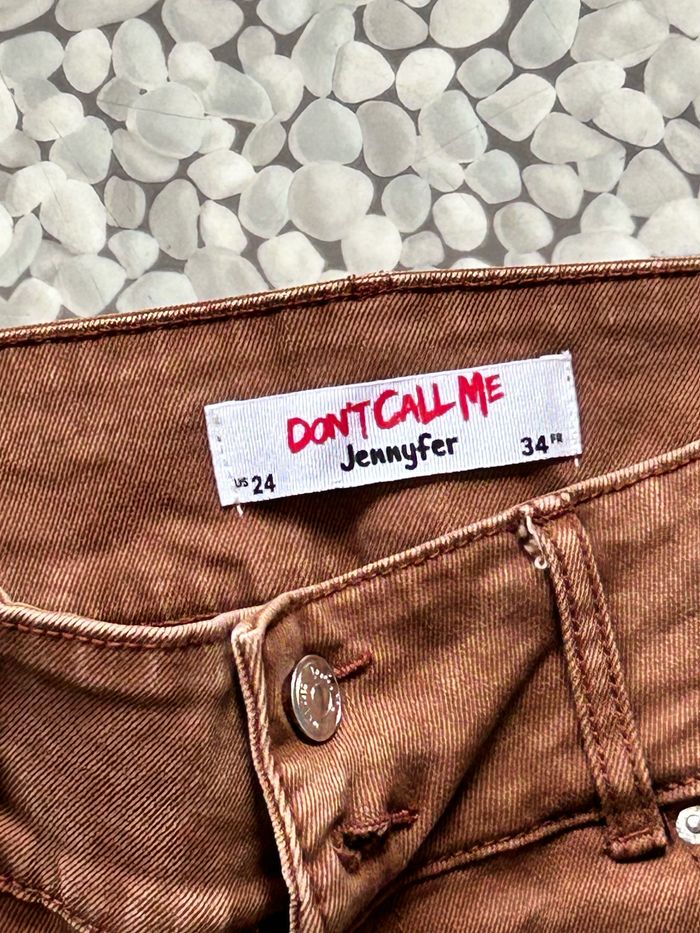 DON'T CALL ME
Jennyfer
US 24
34 FR